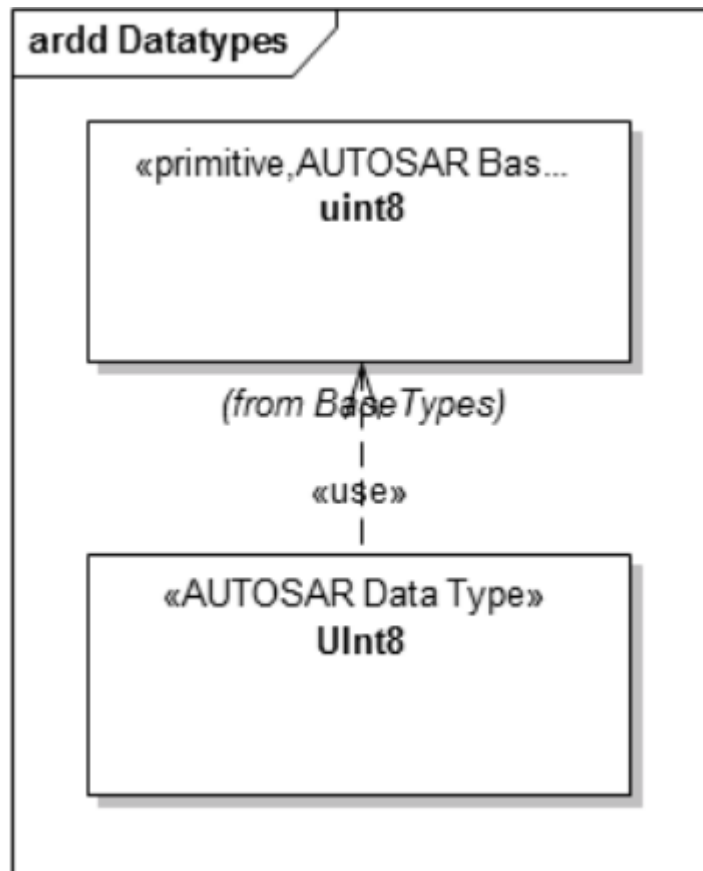 ardd Datatypes
«primitive,AUTOSAR Bas...
uint8
(from BaseTypes)
«use»
«AUTOSAR Data Type»
UInt8